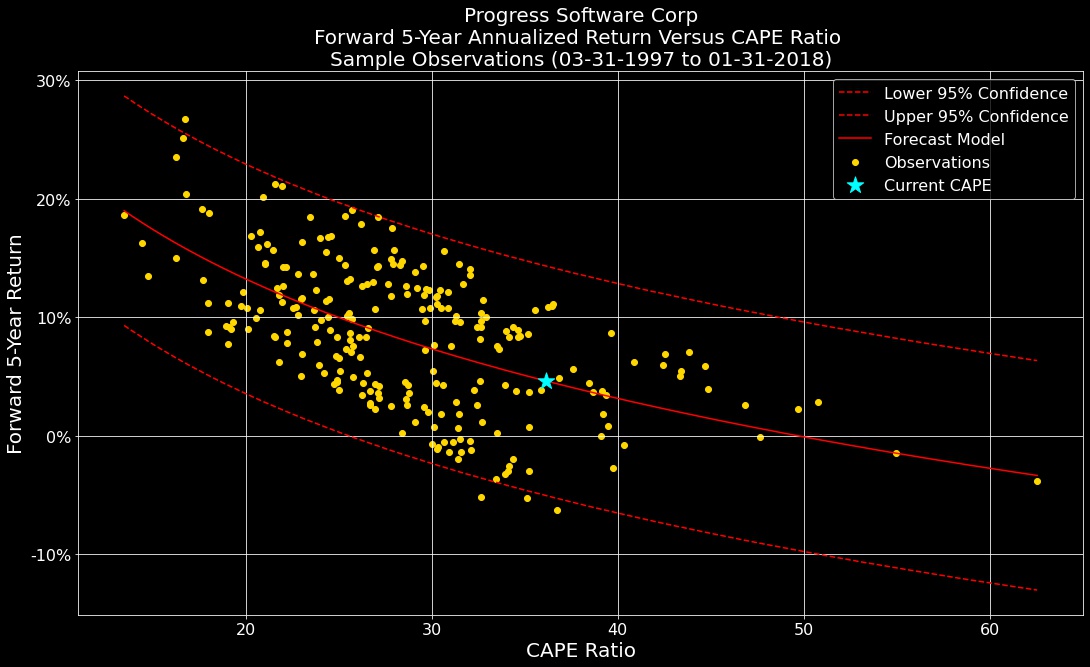 Progress Software Corp
Forward 5-Year Annualized Return Versus CAPE Ratio
Sample Observations (03-31-1997 to 01-31-2018)
Lower 95% Confidence
Upper 95% Confidence
Forecast Model
Observations
Current CAPE
Forward 5-Year Return
30%
20%
10%
0%
-10%
20 30 40 50 60
CAPE Ratio